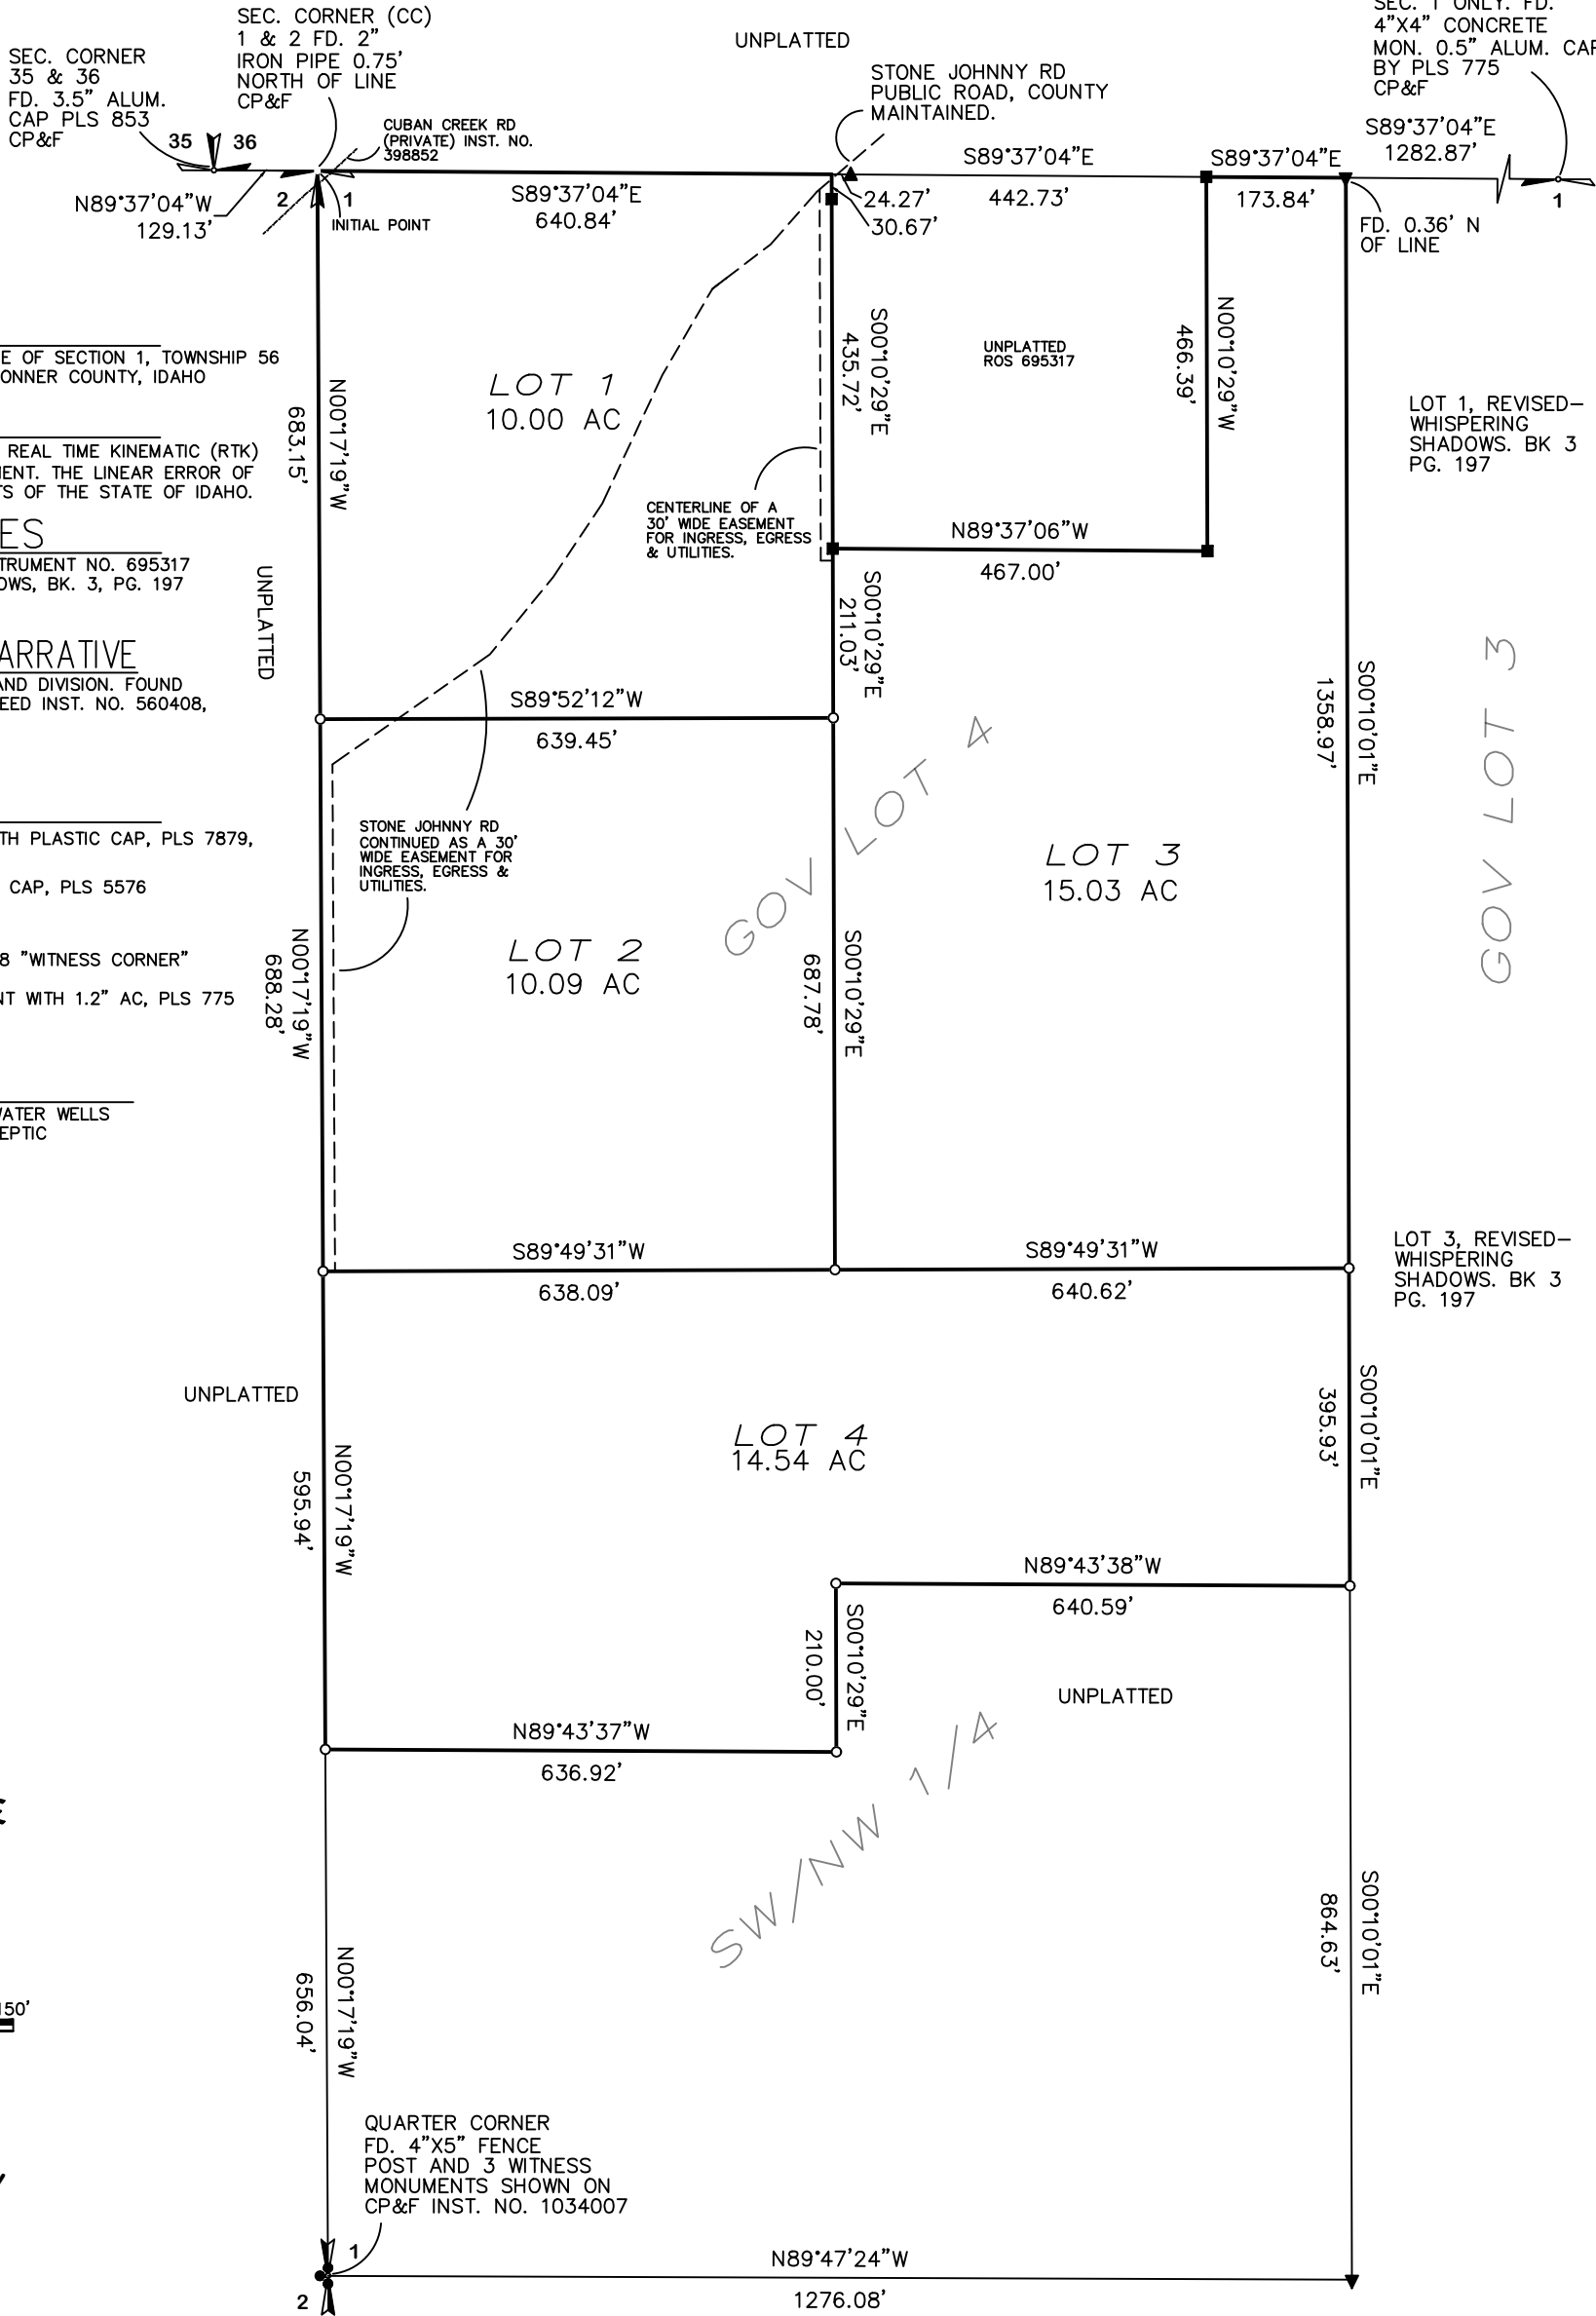 SEC. CORNER
35 & 36
FD. 3.5" ALUM.
CAP PLS 853
CP&F
SEC. CORNER (CC)
1 & 2 FD. 2"
IRON PIPE 0.75'
NORTH OF LINE
CP&F
UNPLATTED
STONE JOHNNY RD
PUBLIC ROAD, COUNTY
MAINTAINED.
SEC. 1 ONLY. FD.
4"X4" CONCRETE
MON. 0.5" ALUM. CAP
BY PLS 775
CP&F
35 36
CUBAN CREEK RD
(PRIVATE) INST. NO.
398852
N89°37'04"W
129.13'
2 1
INITIAL POINT
S89°37'04"E
640.84'
24.27'
30.67'
S89°37'04"E
442.73'
S89°37'04"E
173.84'
S89°37'04"E
1282.87'
1
FD. 0.36' N
OF LINE
E OF SECTION 1, TOWNSHIP 56
ONNER COUNTY, IDAHO
REAL TIME KINEMATIC (RTK)
MENT. THE LINEAR ERROR OF
TS OF THE STATE OF IDAHO.
ES
TRUMENT NO. 695317
OWS, BK. 3, PG. 197
ARRATIVE
AND DIVISION. FOUND
EED INST. NO. 560408,
TH PLASTIC CAP, PLS 7879,
CAP, PLS 5576
8 "WITNESS CORNER"
NT WITH 1.2" AC, PLS 775
WATER WELLS
EPTIC
N00°17'19"W
683.15'
UNPLATTED
LOT 1
10.00 AC
S00°10'29"E
435.72'
UNPLATTED
ROS 695317
N00°10'29"W
466.39'
CENTERLINE OF A
30' WIDE EASEMENT
FOR INGRESS, EGRESS
& UTILITIES.
N89°37'06"W
467.00'
S00°10'29"E
211.03'
LOT 1, REVISED-
WHISPERING
SHADOWS. BK 3
PG. 197
S89°52'12"W
639.45'
S00°10'01"E
1358.97'
GOV LOT 3
GOV LOT 4
STONE JOHNNY RD
CONTINUED AS A 30'
WIDE EASEMENT FOR
INGRESS, EGRESS &
UTILITIES.
LOT 3
15.03 AC
LOT 2
10.09 AC
N00°17'19"W
688.28'
S00°10'29"E
687.78'
S89°49'31"W
638.09'
S89°49'31"W
640.62'
LOT 3, REVISED-
WHISPERING
SHADOWS. BK 3
PG. 197
UNPLATTED
LOT 4
14.54 AC
N00°17'19"W
595.94'
S00°10'01"E
395.93'
N89°43'38"W
640.59'
S00°10'29"E
210.00'
UNPLATTED
N89°43'37"W
636.92'
SW/NW 1/4
N00°17'19"W
656.04'
S00°10'01"E
864.63'
150'
QUARTER CORNER
FD. 4"X5" FENCE
POST AND 3 WITNESS
MONUMENTS SHOWN ON
CP&F INST. NO. 1034007
1
2
N89°47'24"W
1276.08'